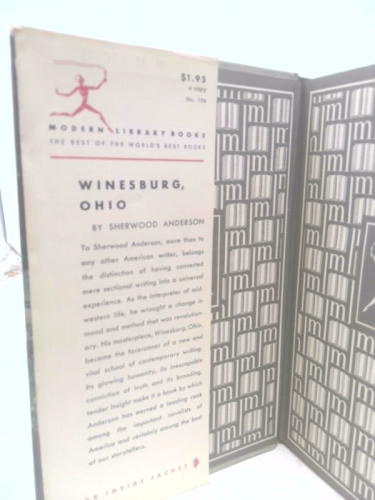 $1.95
a copy
No. 104
MODERN LIBRARY BOOKS
THE BEST OF THE WORLD'S BEST BOOKS
WINESBURG,
OHIO
BY SHERWOOD ANDERSON
To Sherwood Anderson, more than to
any other American writer, belongs
the distinction of having converted
mere sectional writing into a universal
experience. As the interpreter of mid-
western life, he wrought a change in
mood and method that was revolution-
ary. His masterpiece, Winesburg, Ohio,
became the forerunner of a new and
vital school of contemporary writing.
Its glowing humanity, its inescapable
conviction of truth and its brooding,
tender insight make it a book by which
Anderson has earned a leading rank
among the important novelists of
America and certainly among the best
of our storytellers.
INSIDE JACKET